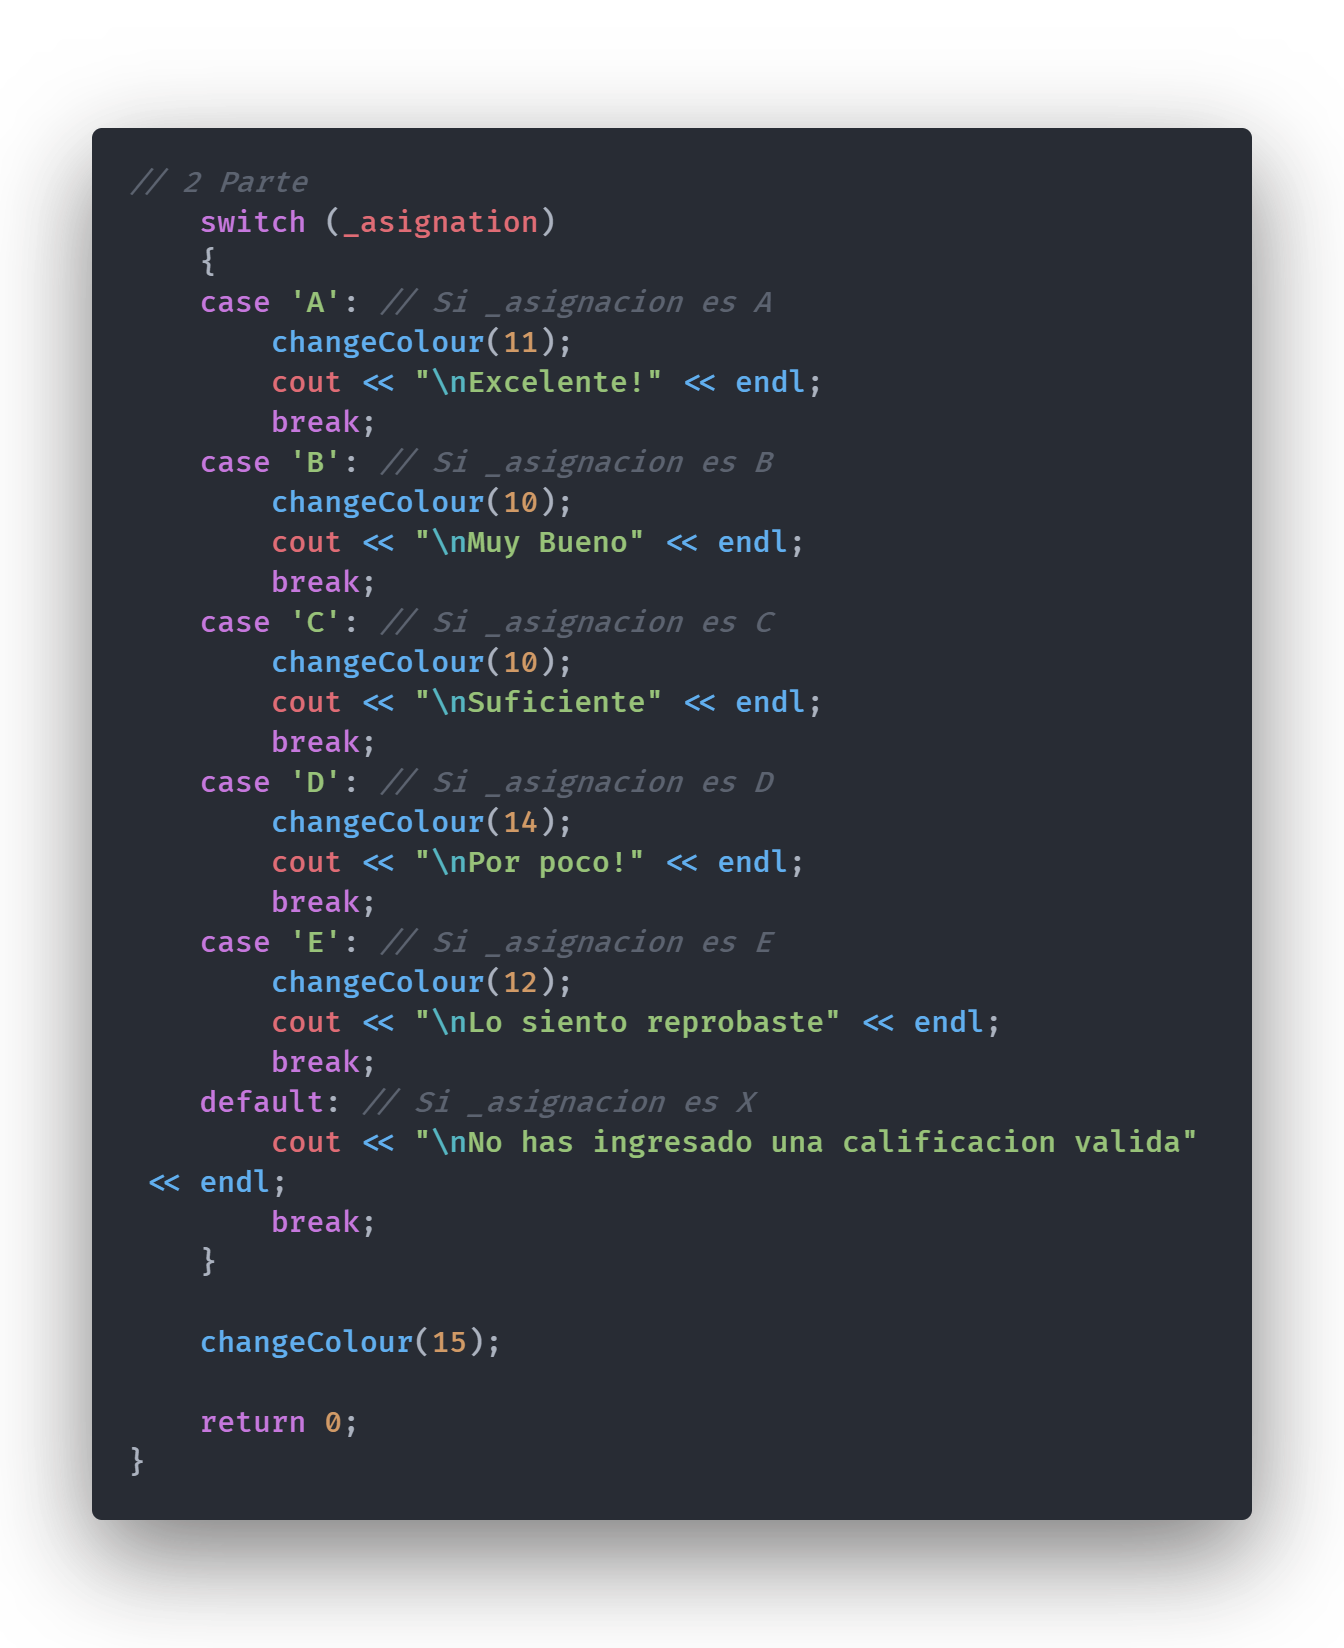 // 2 Parte
    switch (_asignation)
    {
    case 'A': // Si _asignacion es A
        changeColour(11);
        cout << "\nExcelente!" << endl;
        break;
    case 'B': // Si _asignacion es B
        changeColour(10);
        cout << "\nMuy Bueno" << endl;
        break;
    case 'C': // Si _asignacion es C
        changeColour(10);
        cout << "\nSuficiente" << endl;
        break;
    case 'D': // Si _asignacion es D
        changeColour(14);
        cout << "\nPor poco!" << endl;
        break;
    case 'E': // Si _asignacion es E
        changeColour(12);
        cout << "\nLo siento reprobaste" << endl;
        break;
    default: // Si _asignacion es X
        cout << "\nNo has ingresado una calificacion valida"
 << endl;
        break;
    }

    changeColour(15);

    return 0;
}